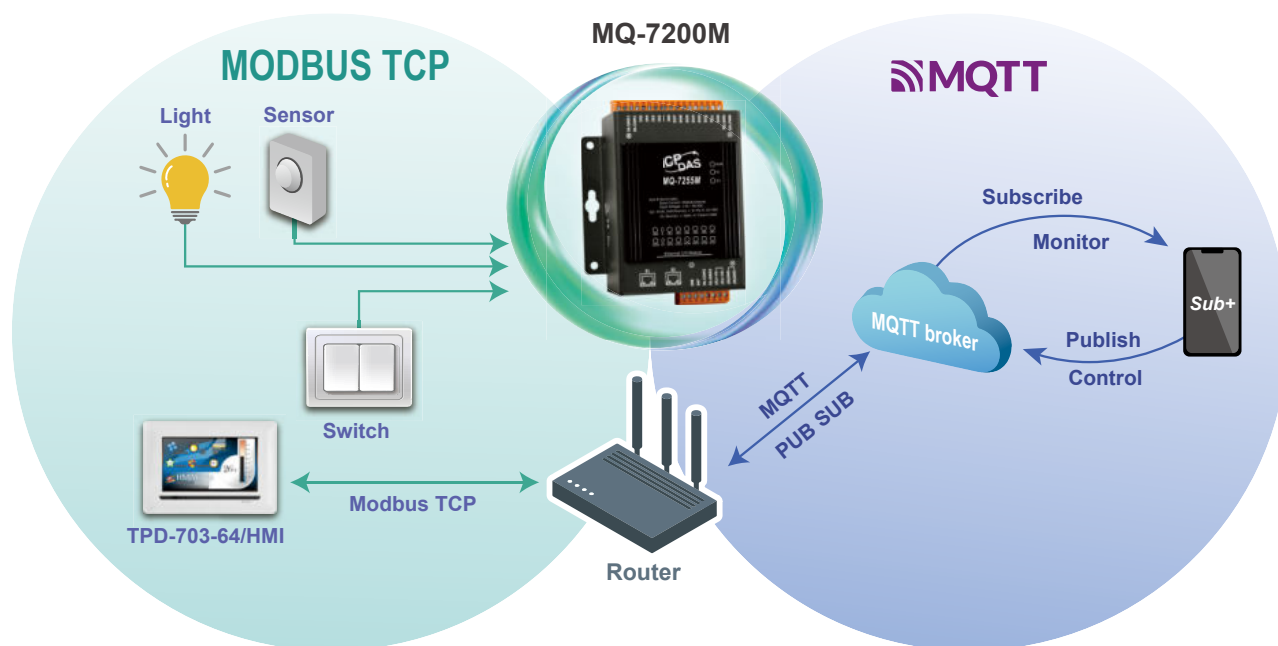 MQ-7200M
MODBUS TCP
MQTT
Light
Sensor
ICP DAS
MQ-7255M
Subscribe
Monitor
MQTT broker
Sub+
Publish
Control
MQTT
PUB SUB
Switch
Modbus TCP
TPD-703-64/HMI
Router